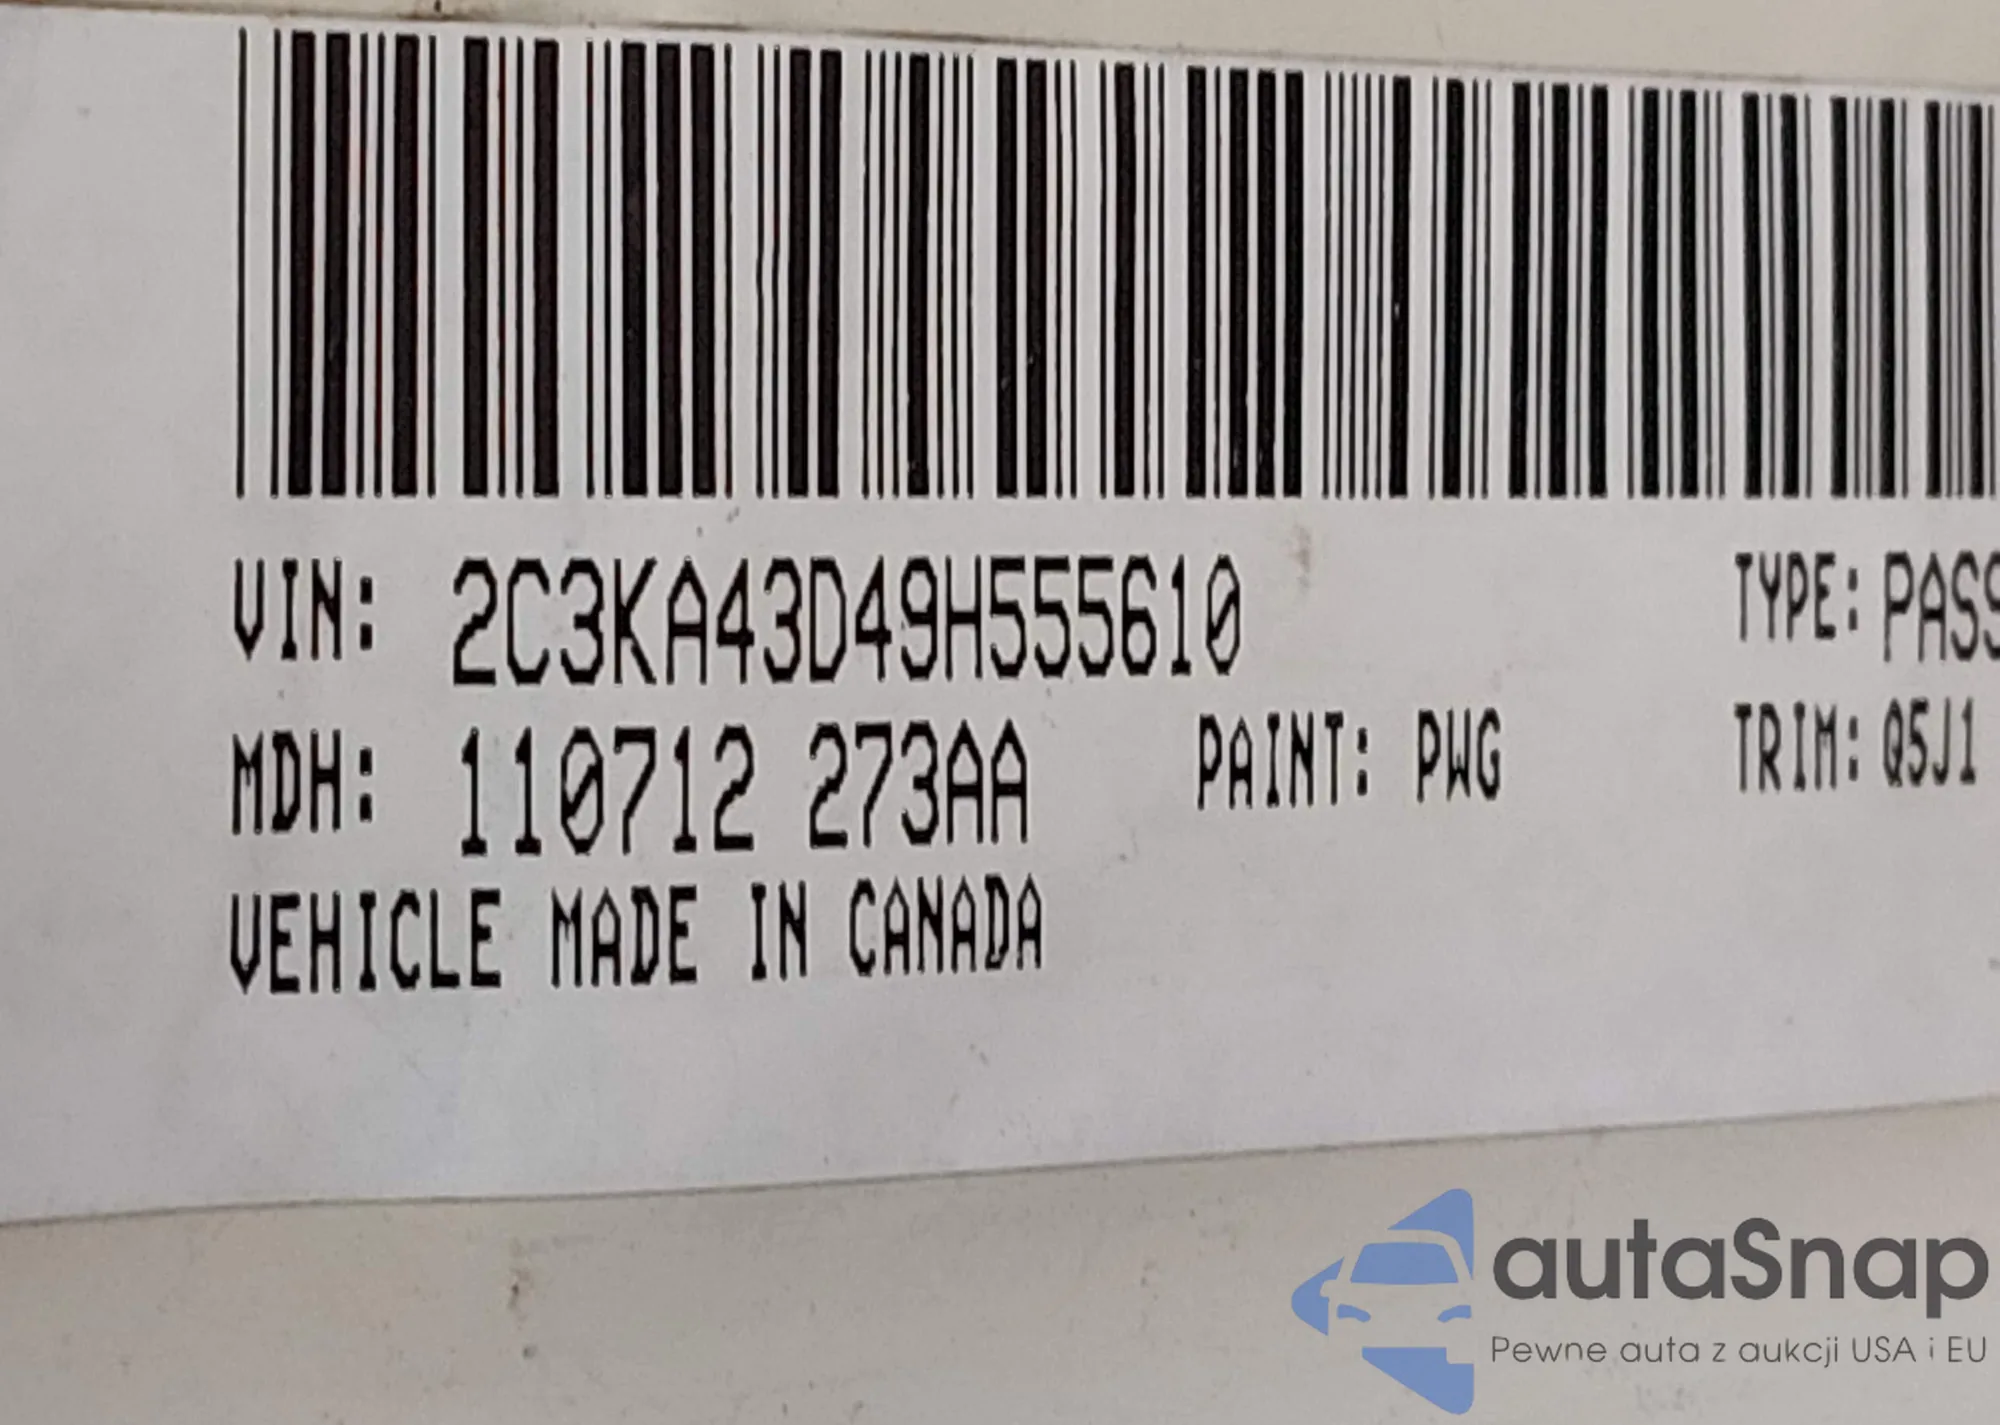 VIN: 2C3KA43D49H555610 TYPE: PASS
MDH: 110712 273AA PAINT: PWG TRIM: Q5J1
VEHICLE MADE IN CANADA
autaSnap
Pewne auta z aukcji USA i EU